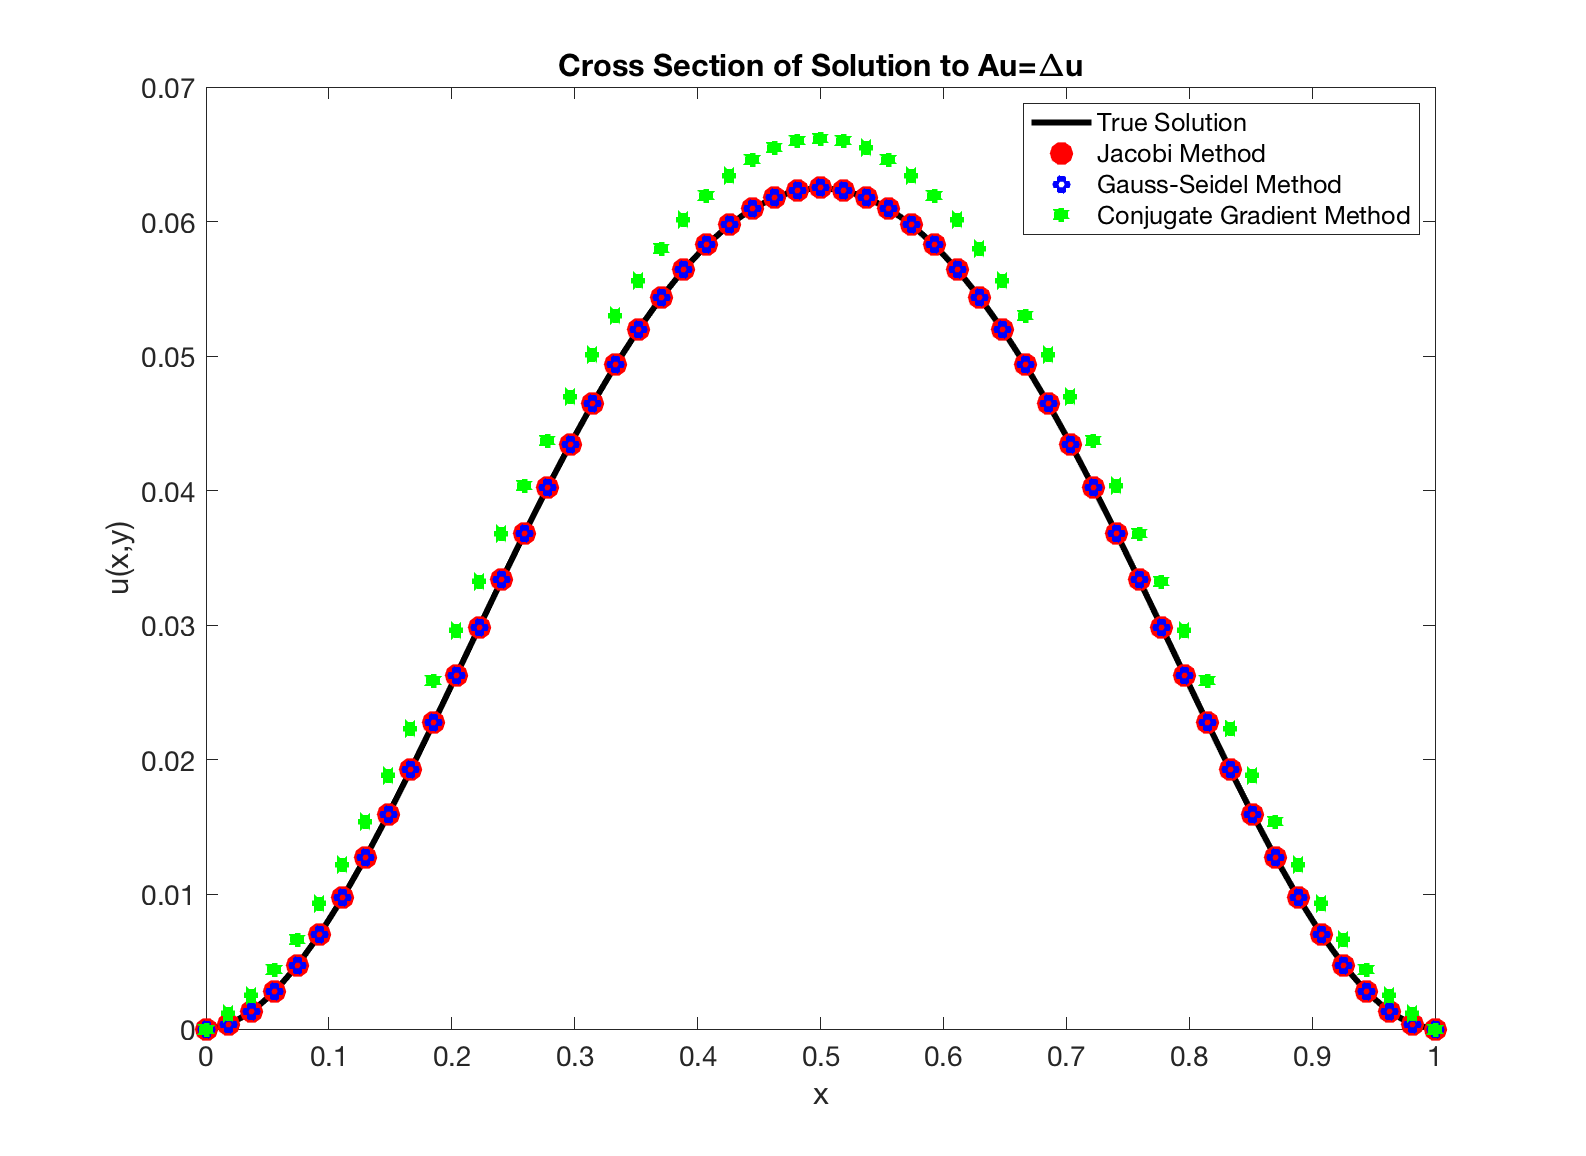 Cross Section of Solution to Au=Δu
True Solution
Jacobi Method
Gauss-Seidel Method
Conjugate Gradient Method
0.07
0.06
0.05
0.04
0.03
0.02
0.01
0
u(x,y)
0 0.1 0.2 0.3 0.4 0.5 0.6 0.7 0.8 0.9 1
x